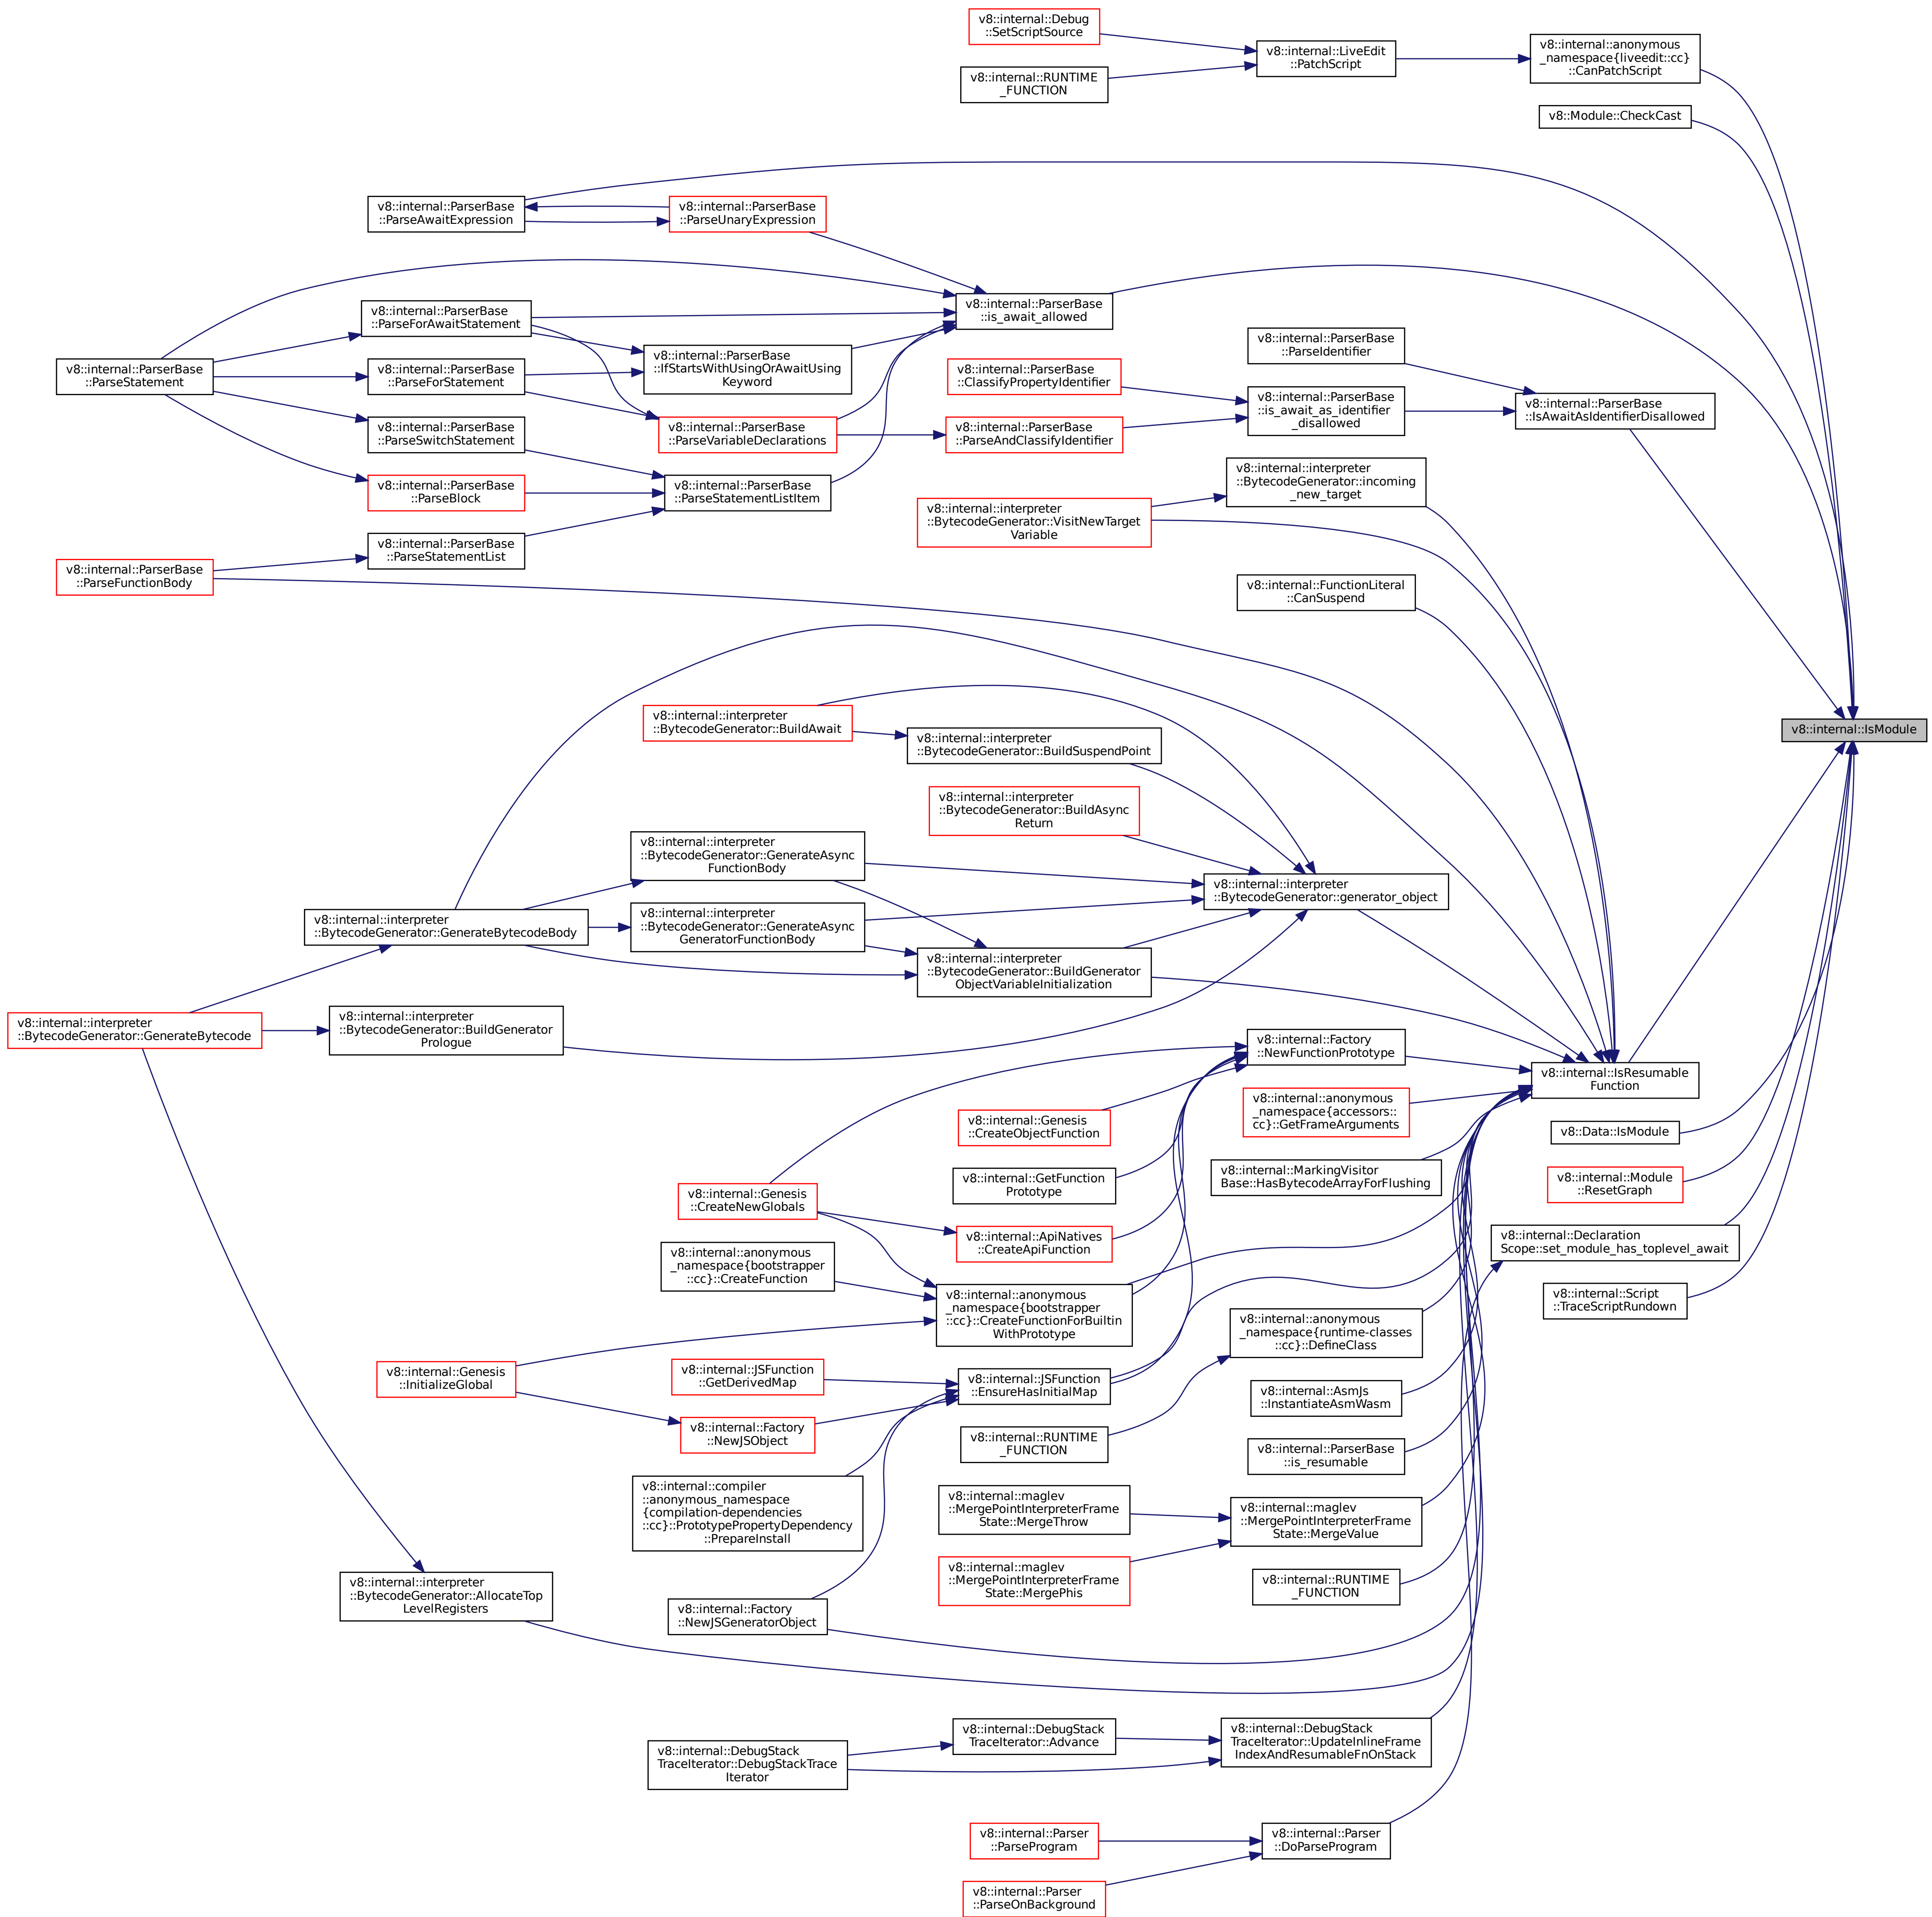 v8::internal::Debug
::SetScriptSource
v8::internal::RUNTIME
_FUNCTION
v8::internal::LiveEdit
::PatchScript
v8::internal::anonymous
_namespace{liveedit::cc}
::CanPatchScript
v8::Module::CheckCast
v8::internal::ParserBase
::ParseAwaitExpression
v8::internal::ParserBase
::ParseUnaryExpression
v8::internal::ParserBase
::is_await_allowed
v8::internal::ParserBase
::ParseForAwaitStatement
v8::internal::ParserBase
::ParseStatement
v8::internal::ParserBase
::ParseForStatement
v8::internal::ParserBase
::IfStartsWithUsingOrAwaitUsing
Keyword
v8::internal::ParserBase
::ParseSwitchStatement
v8::internal::ParserBase
::ParseVariableDeclarations
v8::internal::ParserBase
::ParseBlock
v8::internal::ParserBase
::ParseStatementListItem
v8::internal::ParserBase
::ParseStatementList
v8::internal::ParserBase
::ParseFunctionBody
v8::internal::ParserBase
::ClassifyPropertyIdentifier
v8::internal::ParserBase
::ParseAndClassifyIdentifier
v8::internal::ParserBase
::ParseIdentifier
v8::internal::ParserBase
::is_await_as_identifier
_disallowed
v8::internal::ParserBase
::IsAwaitAsIdentifierDisallowed
v8::internal::interpreter
::BytecodeGenerator::incoming
_new_target
v8::internal::interpreter
::BytecodeGenerator::VisitNewTarget
Variable
v8::internal::FunctionLiteral
::CanSuspend
v8::internal::IsModule
v8::internal::interpreter
::BytecodeGenerator::BuildAwait
v8::internal::interpreter
::BytecodeGenerator::BuildSuspendPoint
v8::internal::interpreter
::BytecodeGenerator::BuildAsync
Return
v8::internal::interpreter
::BytecodeGenerator::GenerateAsync
FunctionBody
v8::internal::interpreter
::BytecodeGenerator::generator_object
v8::internal::interpreter
::BytecodeGenerator::GenerateBytecodeBody
v8::internal::interpreter
::BytecodeGenerator::GenerateAsync
GeneratorFunctionBody
v8::internal::interpreter
::BytecodeGenerator::BuildGenerator
ObjectVariableInitialization
v8::internal::interpreter
::BytecodeGenerator::GenerateBytecode
v8::internal::interpreter
::BytecodeGenerator::BuildGenerator
Prologue
v8::internal::Factory
::NewFunctionPrototype
v8::internal::IsResumable
Function
v8::internal::anonymous
_namespace{accessors::
cc}::GetFrameArguments
v8::internal::Genesis
::CreateObjectFunction
v8::Data::IsModule
v8::internal::GetFunction
Prototype
v8::internal::MarkingVisitor
Base::HasBytecodeArrayForFlushing
v8::internal::Module
::ResetGraph
v8::internal::Genesis
::CreateNewGlobals
v8::internal::ApiNatives
::CreateApiFunction
v8::internal::Declaration
Scope::set_module_has_toplevel_await
v8::internal::anonymous
_namespace{bootstrapper
::cc}::CreateFunction
v8::internal::anonymous
_namespace{bootstrapper
::cc}::CreateFunctionForBuiltin
WithPrototype
v8::internal::Script
::TraceScriptRundown
v8::internal::anonymous
_namespace{runtime-classes
::cc}::DefineClass
v8::internal::Genesis
::InitializeGlobal
v8::internal::JSFunction
::GetDerivedMap
v8::internal::JSFunction
::EnsureHasInitialMap
v8::internal::AsmJs
::InstantiateAsmWasm
v8::internal::Factory
::NewJSObject
v8::internal::RUNTIME
_FUNCTION
v8::internal::ParserBase
::is_resumable
v8::internal::compiler
::anonymous_namespace
{compilation-dependencies
::cc}::PrototypePropertyDependency
::PrepareInstall
v8::internal::maglev
::MergePointInterpreterFrame
State::MergeThrow
v8::internal::maglev
::MergePointInterpreterFrame
State::MergeValue
v8::internal::maglev
::MergePointInterpreterFrame
State::MergePhis
v8::internal::RUNTIME
_FUNCTION
v8::internal::interpreter
::BytecodeGenerator::AllocateTop
LevelRegisters
v8::internal::Factory
::NewJSGeneratorObject
v8::internal::DebugStack
TraceIterator::DebugStackTrace
Iterator
v8::internal::DebugStack
TraceIterator::Advance
v8::internal::DebugStack
TraceIterator::UpdateInlineFrame
IndexAndResumableFnOnStack
v8::internal::Parser
::ParseProgram
v8::internal::Parser
::DoParseProgram
v8::internal::Parser
::ParseOnBackground